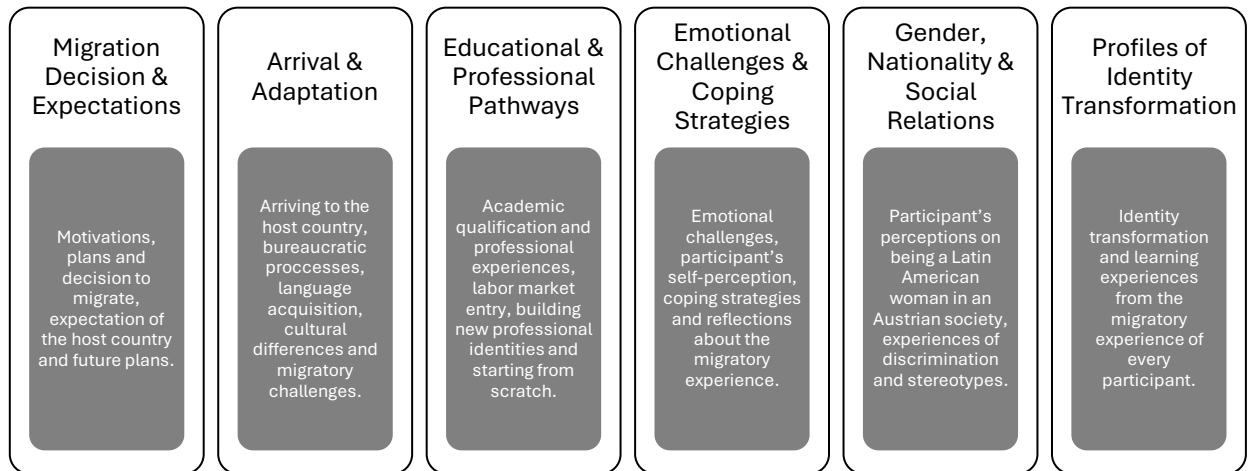 Migration
Decision &
Expectations
Motivations,
plans and
decision to
migrate,
expectation of
the host country
and future plans.
Arrival &
Adaptation
Arriving to the
host country,
bureaucratic
proccesses,
language
acquisition,
cultural
differences and
migratory
challenges.
Educational &
Professional
Pathways
Academic
qualification and
professional
experiences,
labor market
entry, building
new professional
identities and
starting from
scratch.
Emotional
Challenges &
Coping
Strategies
Emotional
challenges,
participant’s
self-perception,
coping strategies
and reflections
about the
migratory
experience.
Gender,
Nationality &
Social
Relations
Participant’s
perceptions on
being a Latin
American
woman in an
Austrian society,
experiences of
discrimination
and stereotypes.
Profiles of
Identity
Transformation
Identity
transformation
and learning
experiences
from the
migratory
experience of
every
participant.